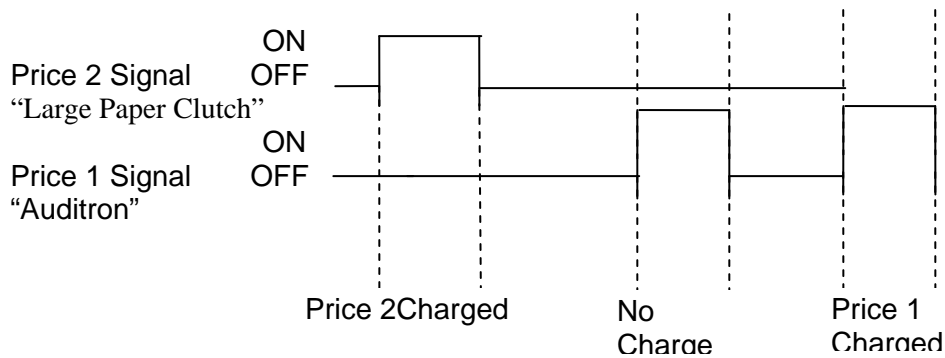 ON
Price 2 Signal OFF
“Large Paper Clutch”
ON
Price 1 Signal OFF
“Auditron”
Price 2Charged No Price 1
Charge Charged